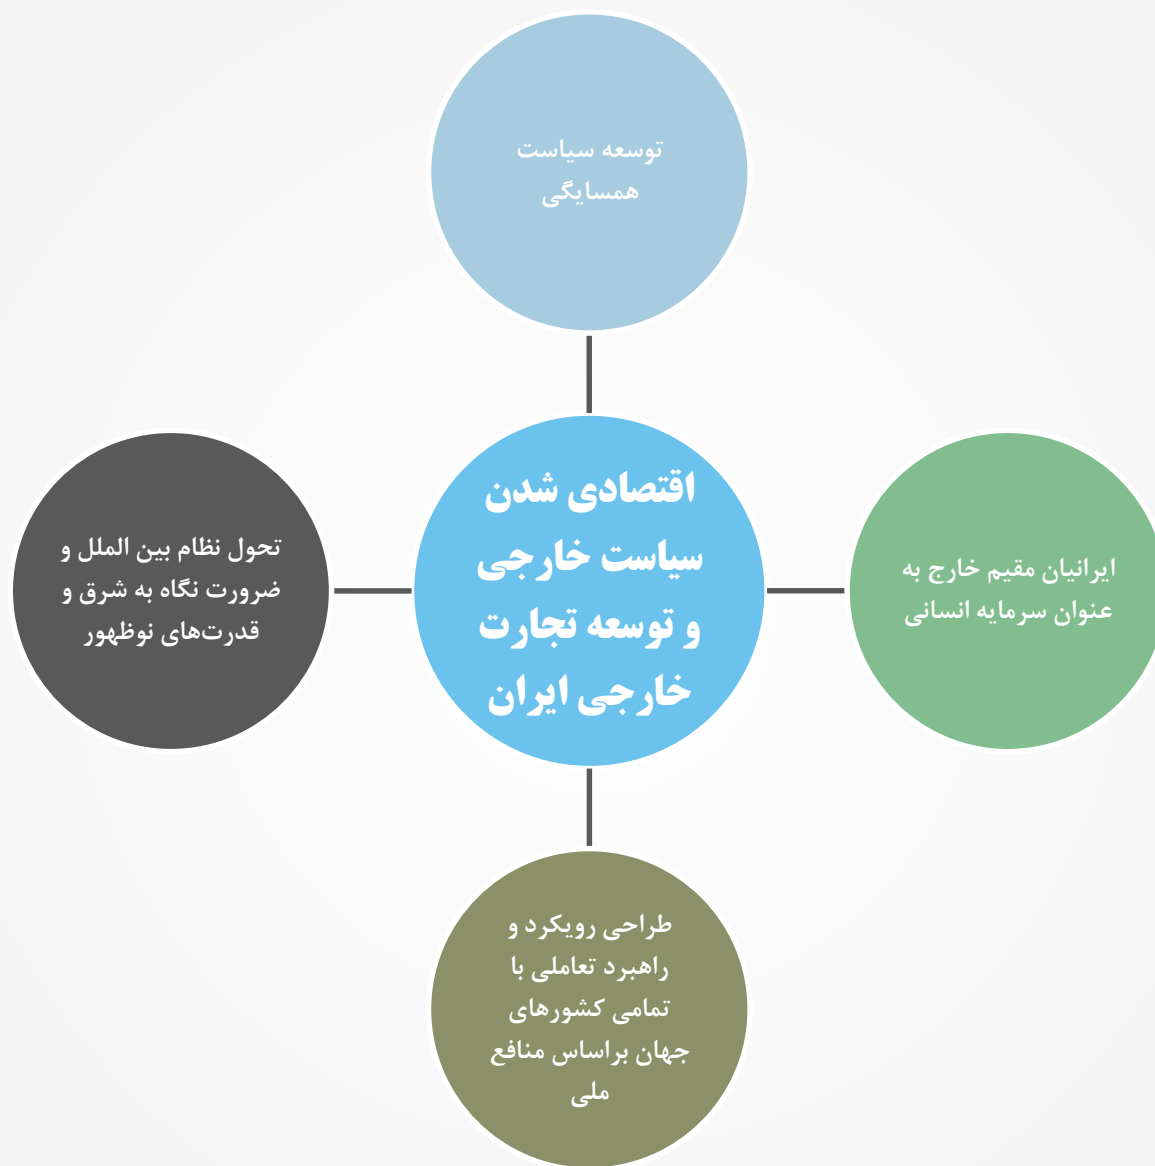 توسعه سیاست
همسایگی
اقتصادی شدن
سیاست خارجی
و توسعه تجارت
خارجی ایران
ایرانیان مقیم خارج به
عنوان سرمایه انسانی
تحول نظام بین الملل و
ضرورت نگاه به شرق و
قدرت‌های نوظهور
طراحی رویکرد و
راهبرد تعاملی با
تمامی کشورهای
جهان براساس منافع
ملی